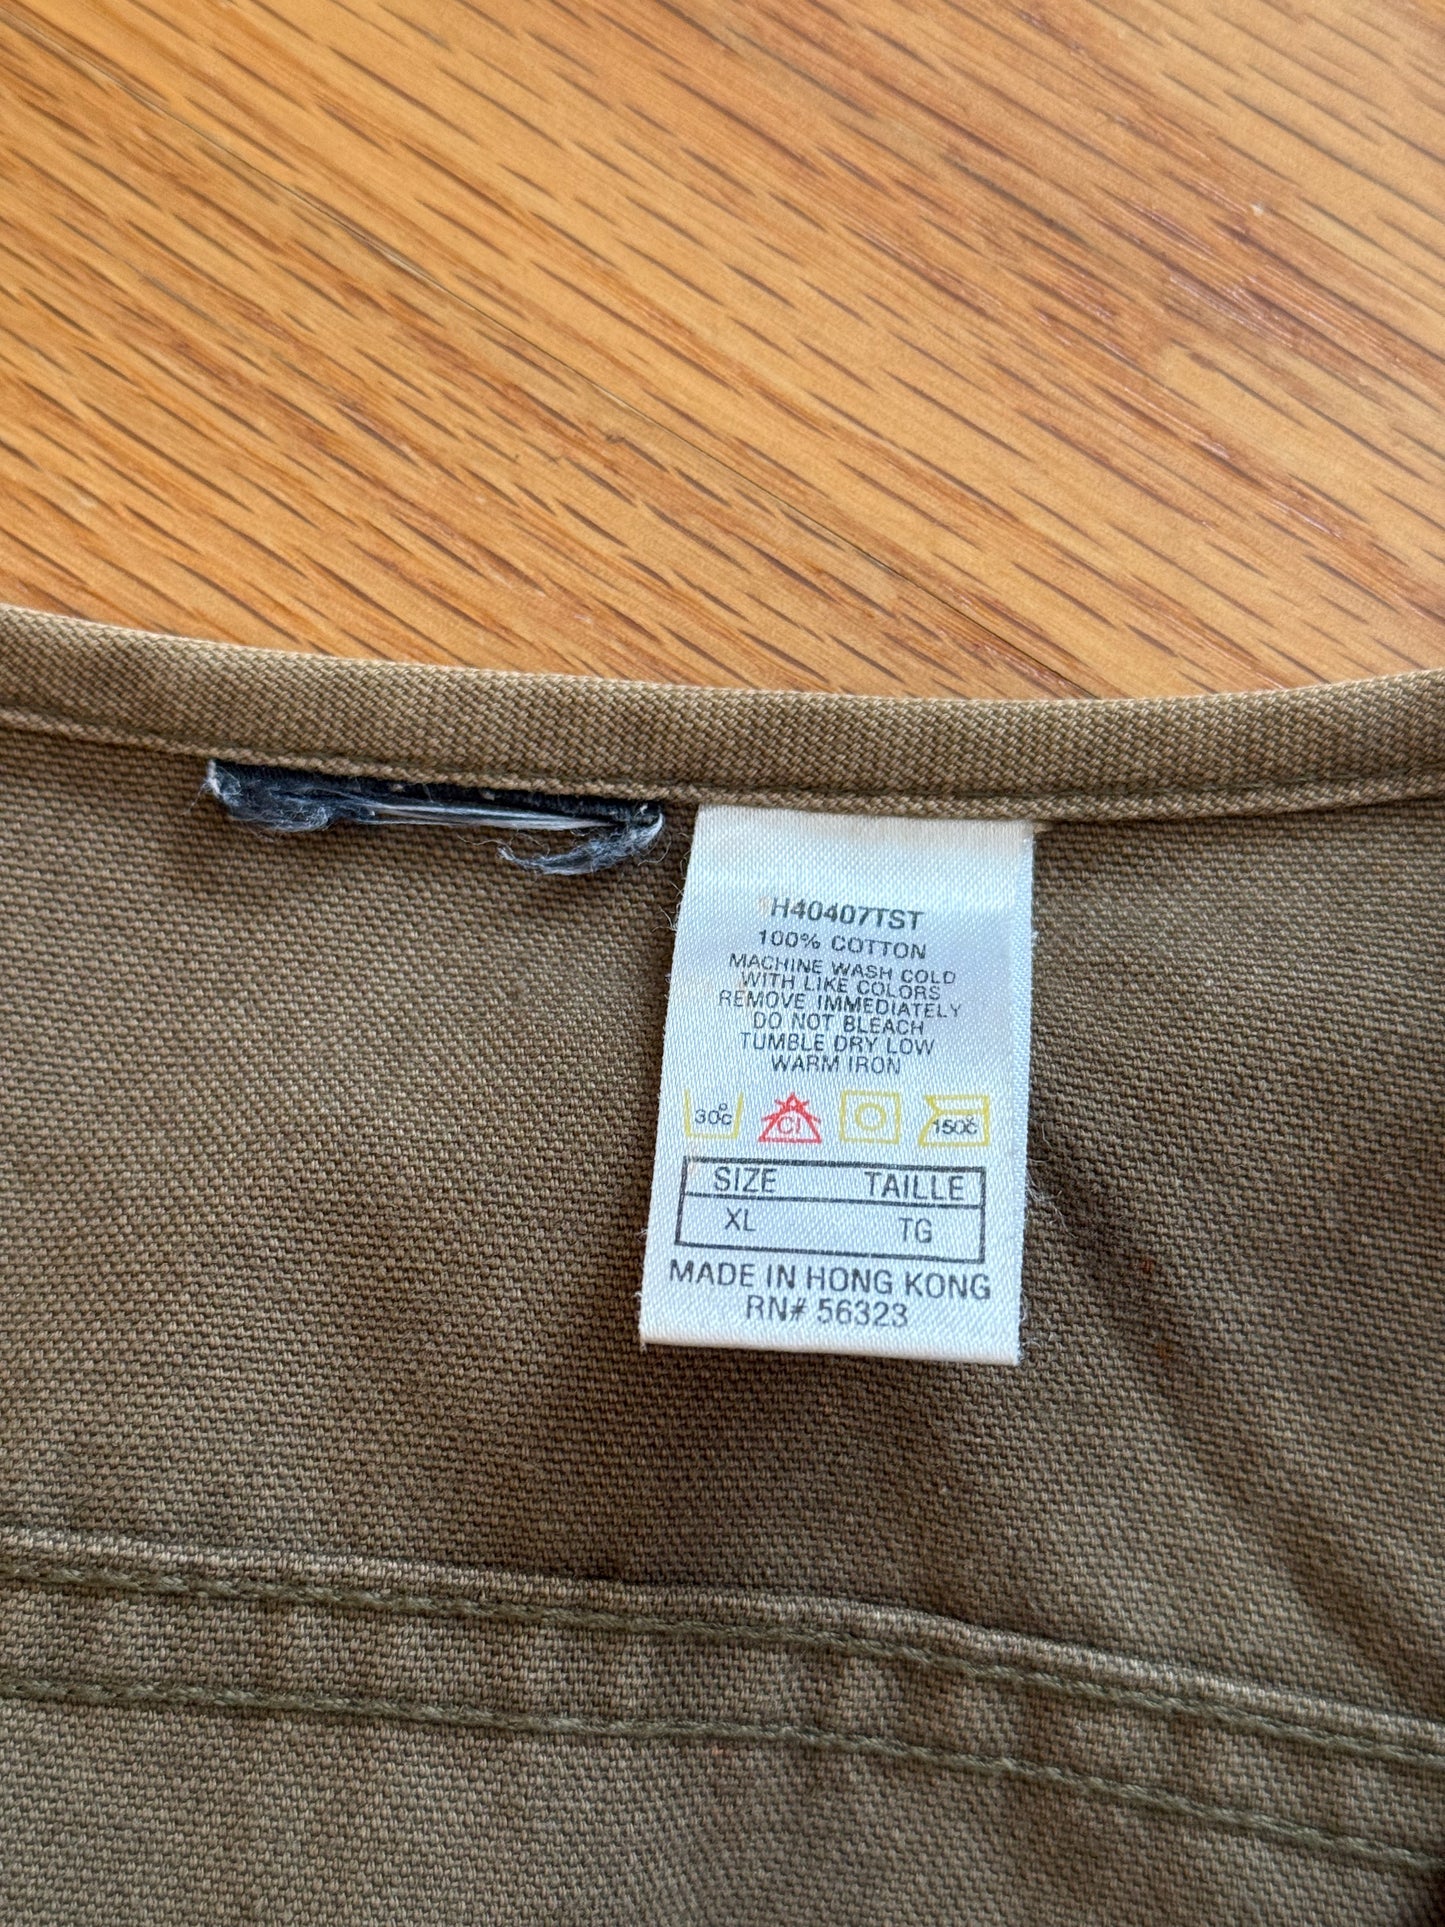 H40407TST
100% COTTON
MACHINE WASH COLD
WITH LIKE COLORS
REMOVE IMMEDIATELY
DO NOT BLEACH
TUMBLE DRY LOW
WARM IRON
30°C Cl 150°C
SIZE TAILLE
XL TG
MADE IN HONG KONG
RN# 56323